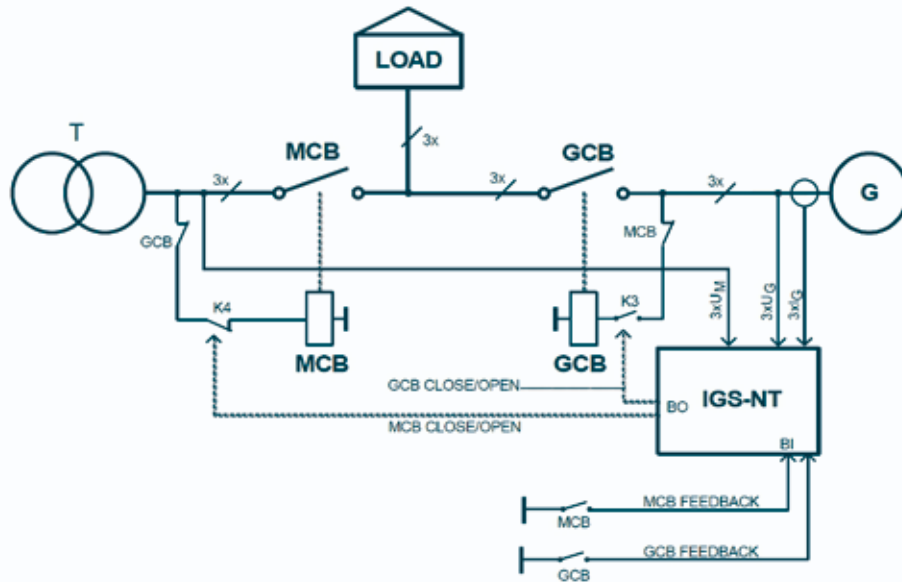 LOAD
T
3x
MCB
GCB
3x
3x
3x
G
GCB
MCB
K4
K3
3xUM
3xUG
3xIG
MCB
GCB
GCB CLOSE/OPEN
BO
IGS-NT
MCB CLOSE/OPEN
BI
MCB FEEDBACK
MCB
GCB FEEDBACK
GCB